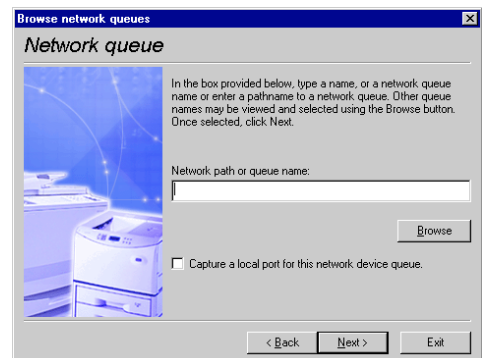 Browse network queues
Network queue
In the box provided below, type a name, or a network queue
name or enter a pathname to a network queue. Other queue
names may be viewed and selected using the Browse button.
Once selected, click Next.
Network path or queue name:
Browse
Capture a local port for this network device queue.
< Back Next > Exit